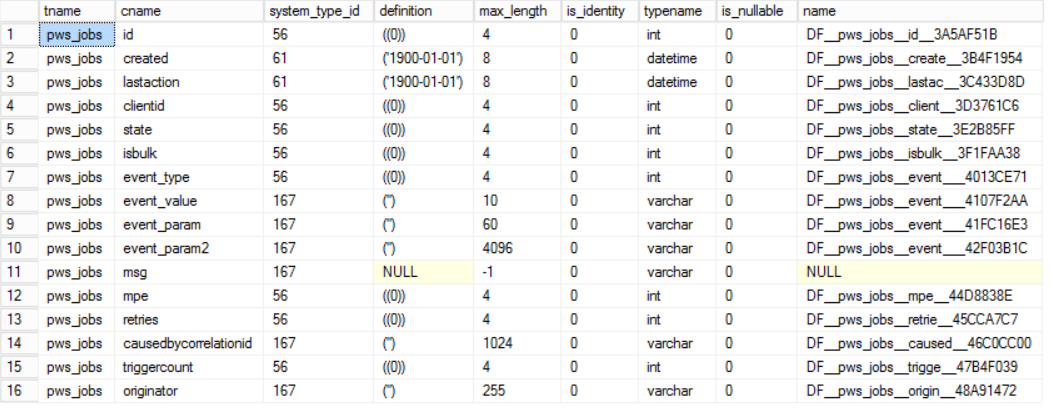 tname cname system_type_id definition max_length is_identity typename is_nullable name
1 pws_jobs id 56 ((0)) 4 0 int 0 DF__pws_jobs__id__3A5AF51B
2 pws_jobs created 61 ('1900-01-01') 8 0 datetime 0 DF__pws_jobs__create__3B4F1954
3 pws_jobs lastaction 61 ('1900-01-01') 8 0 datetime 0 DF__pws_jobs__lastac__3C433D8D
4 pws_jobs clientid 56 ((0)) 4 0 int 0 DF__pws_jobs__client__3D3761C6
5 pws_jobs state 56 ((0)) 4 0 int 0 DF__pws_jobs__state__3E2B85FF
6 pws_jobs isbulk 56 ((0)) 4 0 int 0 DF__pws_jobs__isbulk__3F1FAA38
7 pws_jobs event_type 56 ((0)) 4 0 int 0 DF__pws_jobs__event___4013CE71
8 pws_jobs event_value 167 ('') 10 0 varchar 0 DF__pws_jobs__event___4107F2AA
9 pws_jobs event_param 167 ('') 60 0 varchar 0 DF__pws_jobs__event___41FC16E3
10 pws_jobs event_param2 167 ('') 4096 0 varchar 0 DF__pws_jobs__event___42F03B1C
11 pws_jobs msg 167 NULL -1 0 varchar 0 NULL
12 pws_jobs mpe 56 ((0)) 4 0 int 0 DF__pws_jobs__mpe__44D8838E
13 pws_jobs retries 56 ((0)) 4 0 int 0 DF__pws_jobs__retrie__45CCA7C7
14 pws_jobs causedbycorrelationid 167 ('') 1024 0 varchar 0 DF__pws_jobs__caused__46C0CC00
15 pws_jobs triggercount 56 ((0)) 4 0 int 0 DF__pws_jobs__trigge__47B4F039
16 pws_jobs originator 167 ('') 255 0 varchar 0 DF__pws_jobs__origin__48A91472